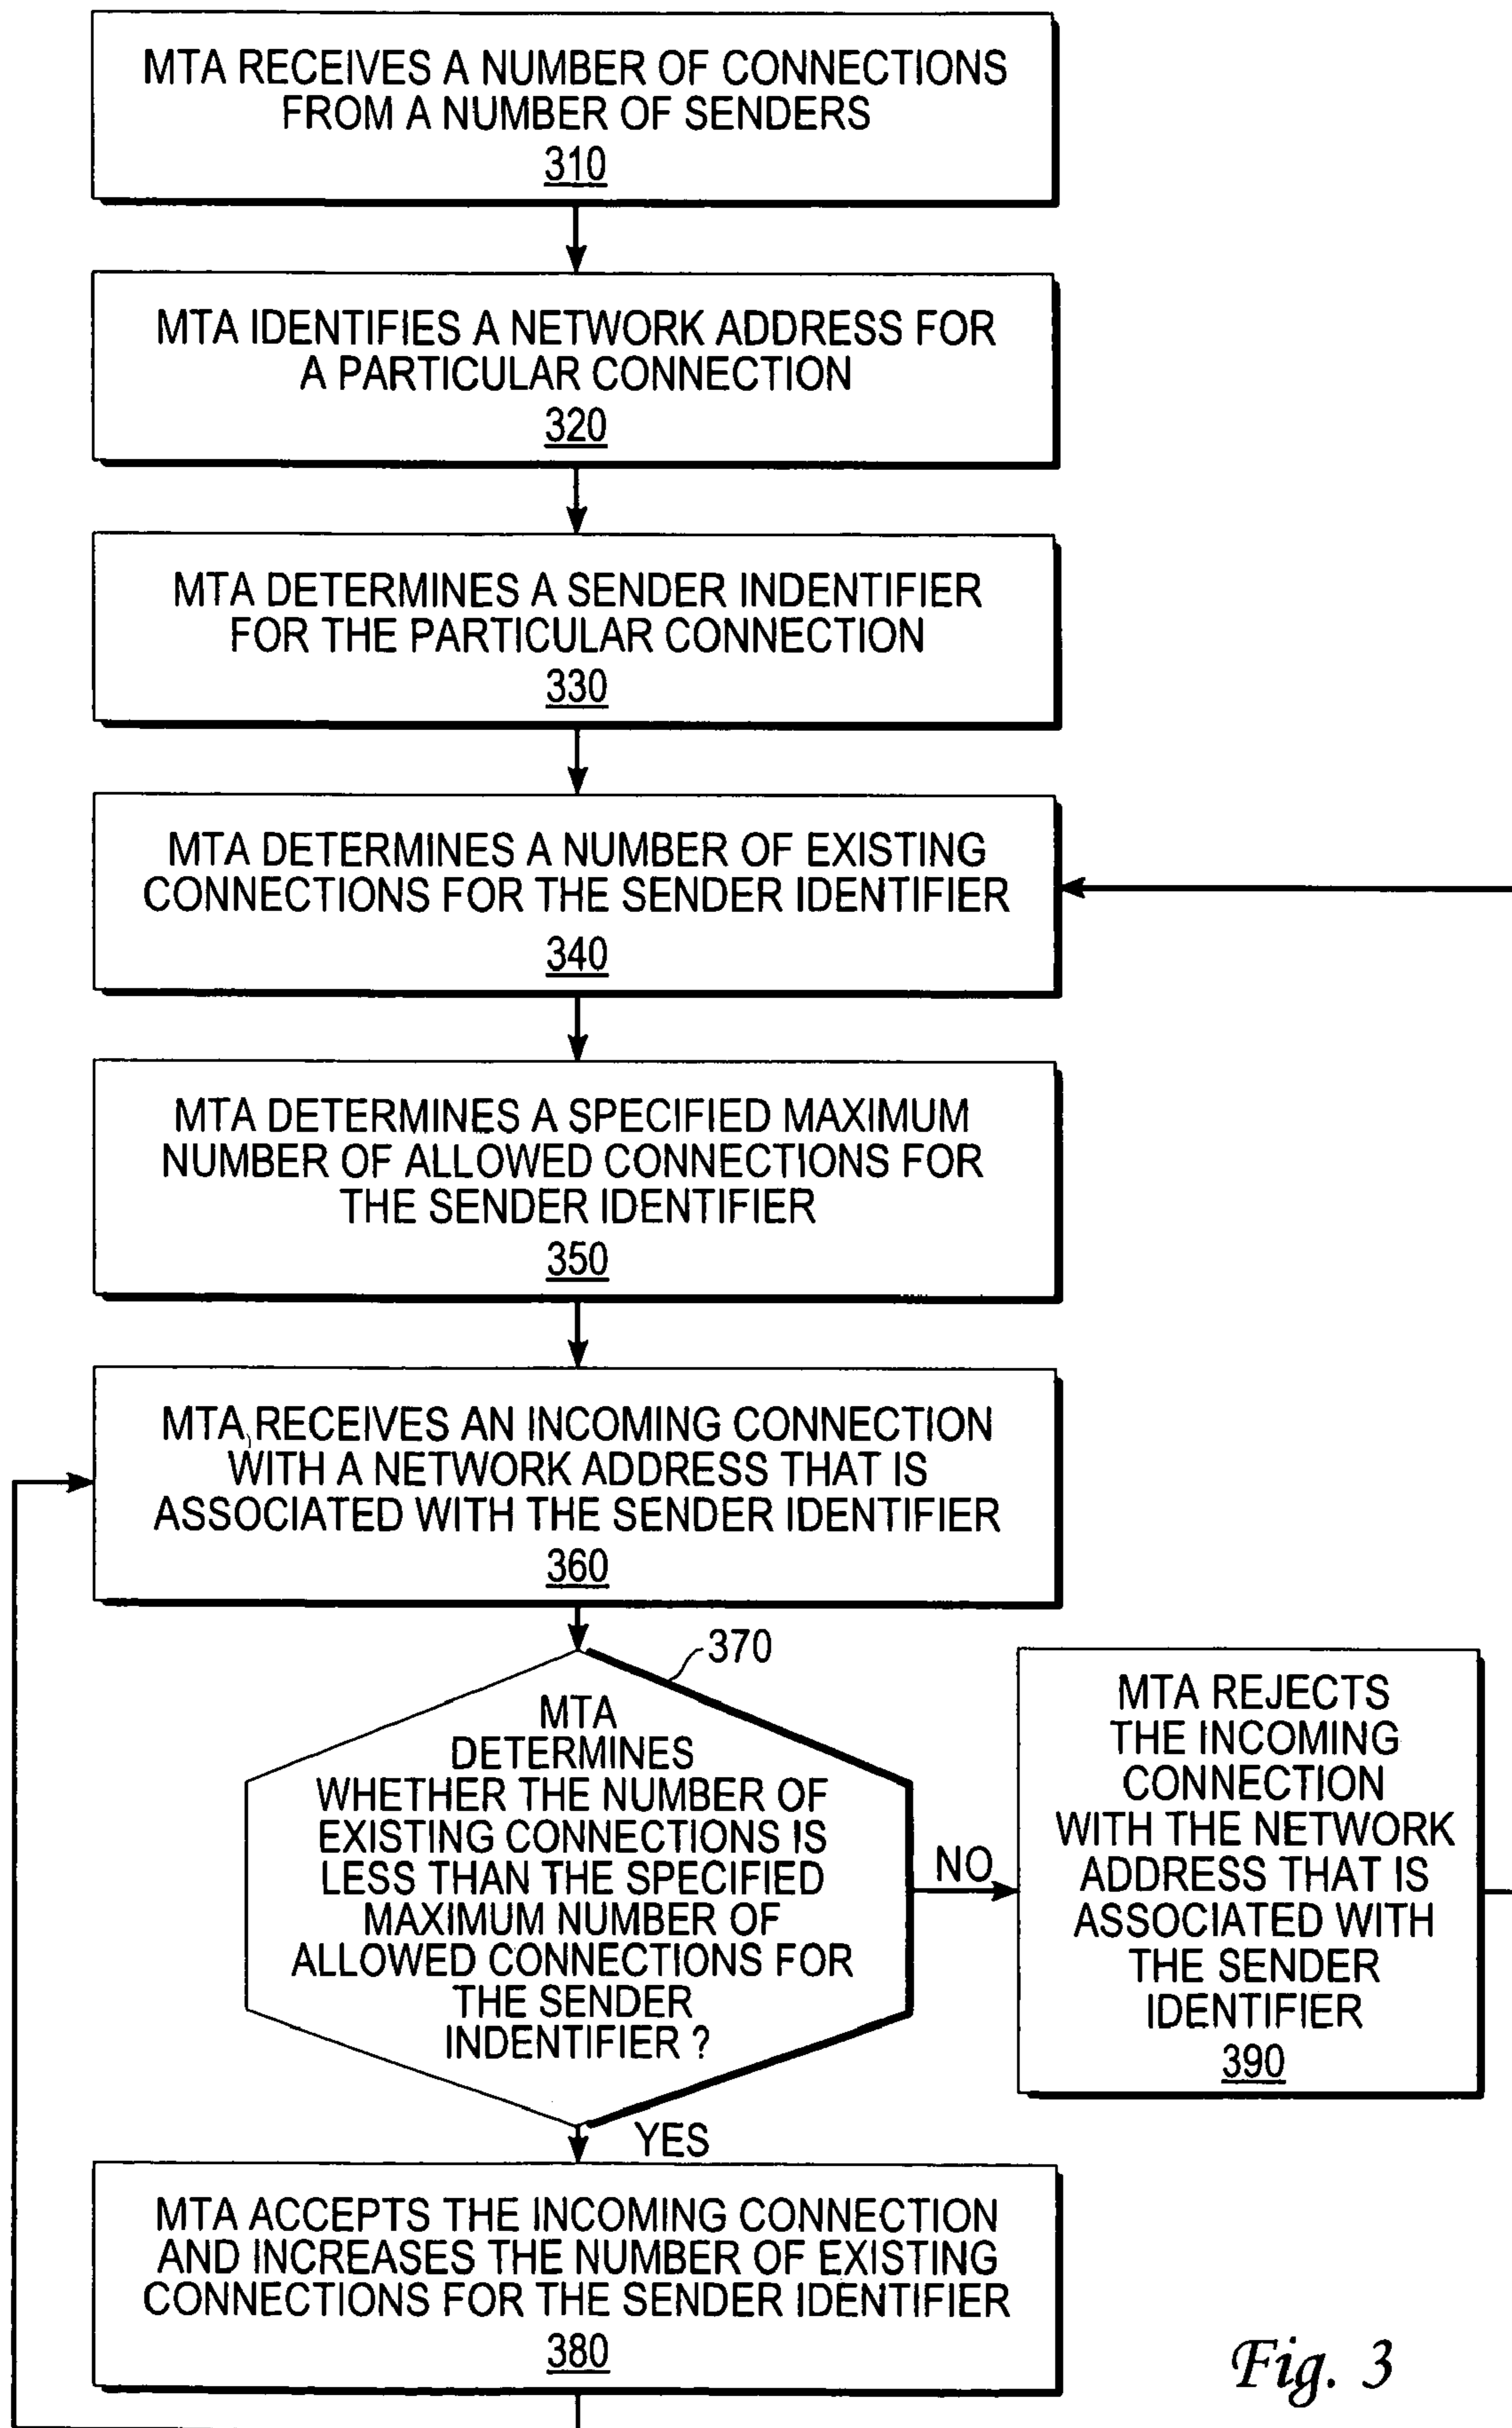 MTA RECEIVES A NUMBER OF CONNECTIONS
FROM A NUMBER OF SENDERS
310
MTA IDENTIFIES A NETWORK ADDRESS FOR
A PARTICULAR CONNECTION
320
MTA DETERMINES A SENDER INDENTIFIER
FOR THE PARTICULAR CONNECTION
330
MTA DETERMINES A NUMBER OF EXISTING
CONNECTIONS FOR THE SENDER IDENTIFIER
340
MTA DETERMINES A SPECIFIED MAXIMUM
NUMBER OF ALLOWED CONNECTIONS FOR
THE SENDER IDENTIFIER
350
MTA RECEIVES AN INCOMING CONNECTION
WITH A NETWORK ADDRESS THAT IS
ASSOCIATED WITH THE SENDER IDENTIFIER
360
370
MTA
DETERMINES
WHETHER THE NUMBER OF
EXISTING CONNECTIONS IS
LESS THAN THE SPECIFIED
MAXIMUM NUMBER OF
ALLOWED CONNECTIONS FOR
THE SENDER
INDENTIFIER ?
NO
MTA REJECTS
THE INCOMING
CONNECTION
WITH THE NETWORK
ADDRESS THAT IS
ASSOCIATED WITH
THE SENDER
IDENTIFIER
390
YES
MTA ACCEPTS THE INCOMING CONNECTION
AND INCREASES THE NUMBER OF EXISTING
CONNECTIONS FOR THE SENDER IDENTIFIER
380
Fig. 3